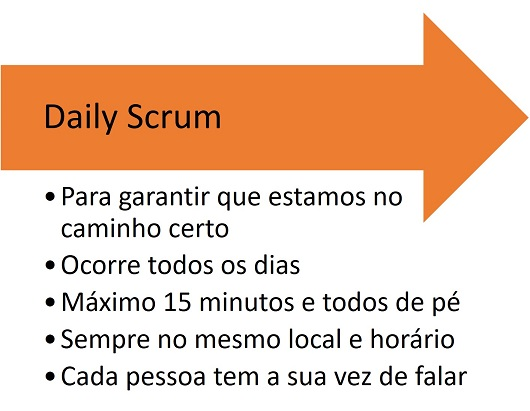 Daily Scrum
•Para garantir que estamos no
caminho certo
•Ocorre todos os dias
•Máximo 15 minutos e todos de pé
•Sempre no mesmo local e horário
•Cada pessoa tem a sua vez de falar